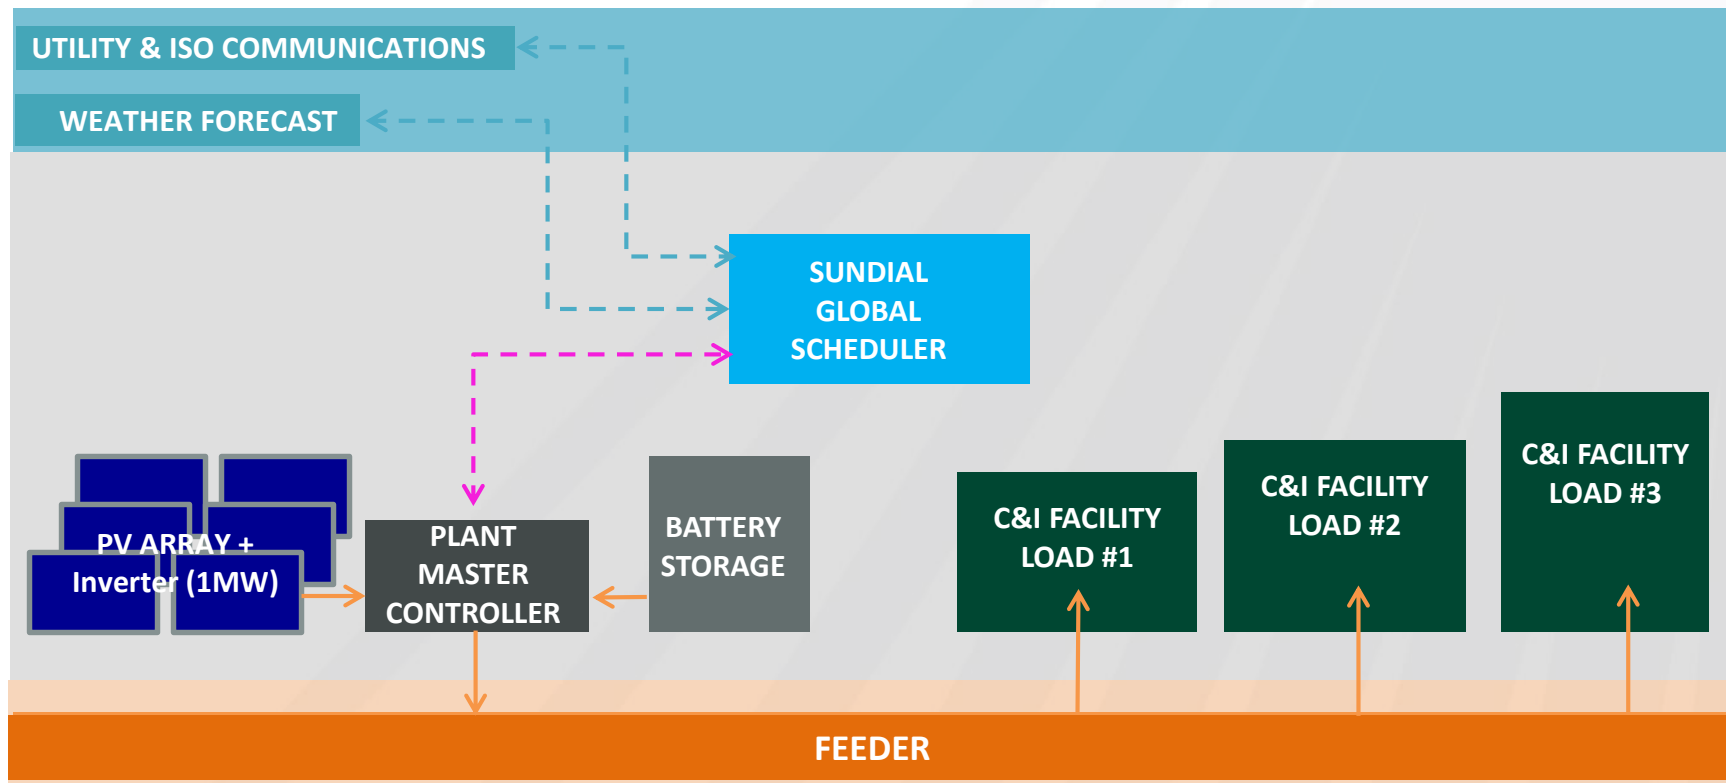 UTILITY & ISO COMMUNICATIONS
WEATHER FORECAST
SUNDIAL
GLOBAL
SCHEDULER
PV ARRAY +
Inverter (1MW)
PLANT
MASTER
CONTROLLER
BATTERY
STORAGE
C&I FACILITY
LOAD #1
C&I FACILITY
LOAD #2
C&I FACILITY
LOAD #3
FEEDER